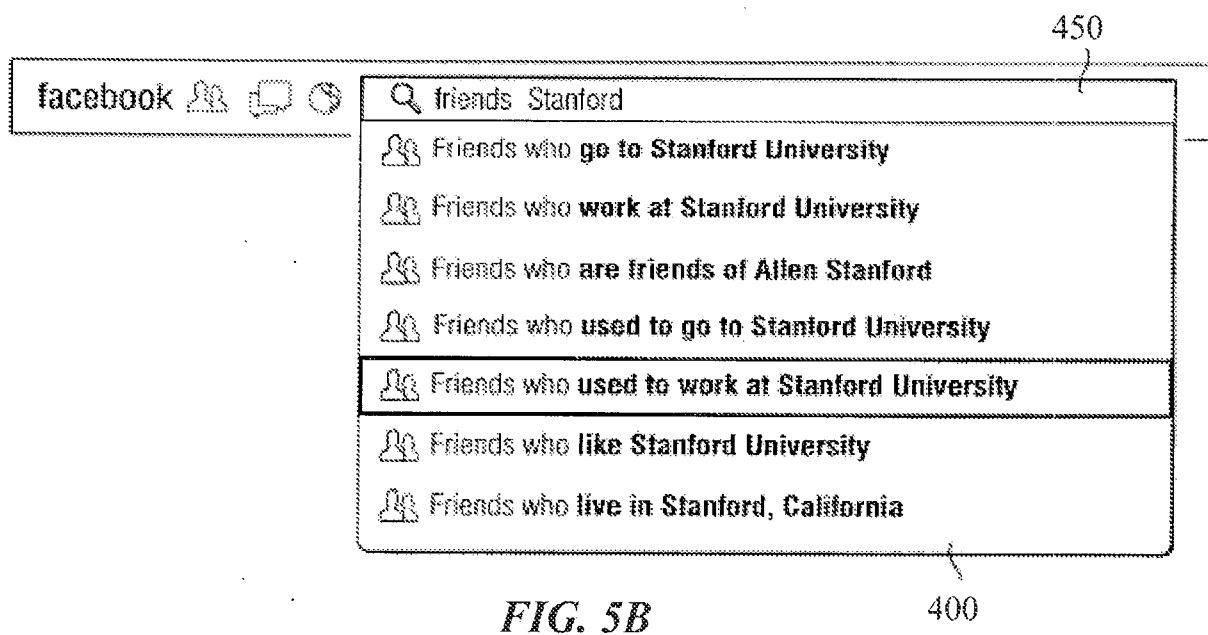 450
facebook
friends Stanford
Friends who go to Stanford University
Friends who work at Stanford University
Friends who are friends of Allen Stanford
Friends who used to go to Stanford University
Friends who used to work at Stanford University
Friends who like Stanford University
Friends who live in Stanford, California
400
FIG. 5B